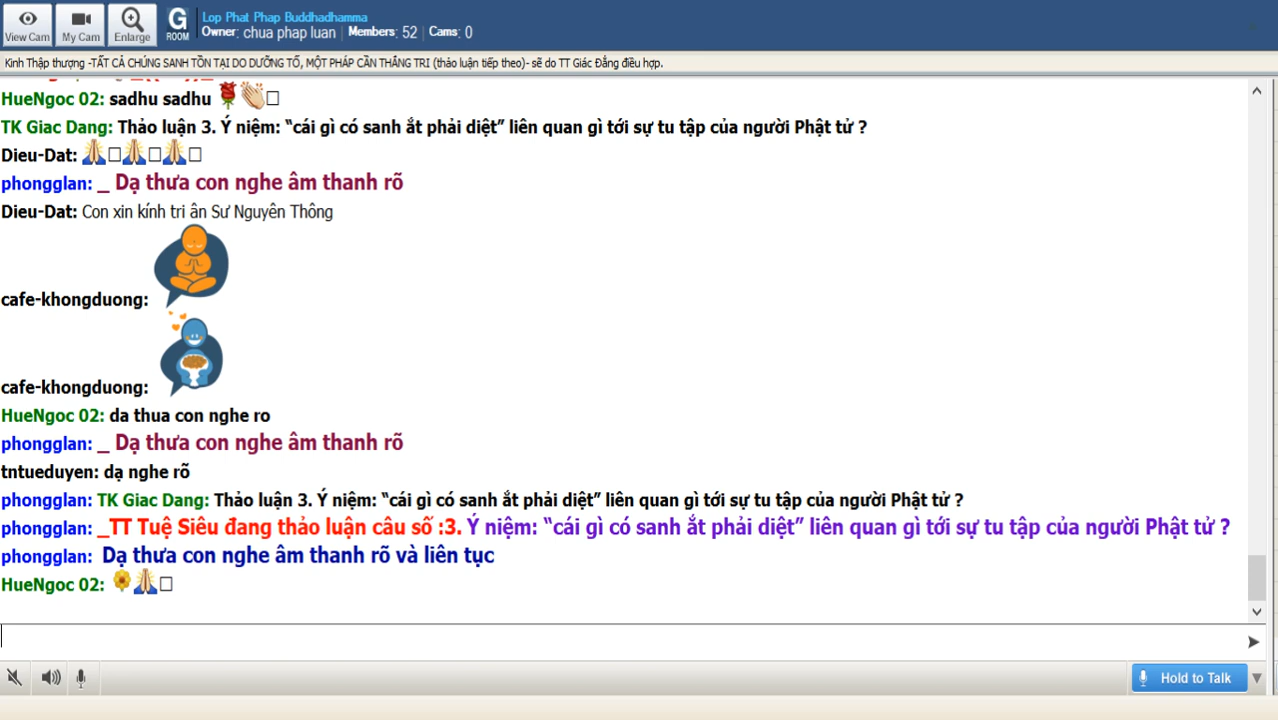 View Cam
My Cam
Enlarge
G
ROOM
Lop Phat Phap Buddhadhamma
Owner: chua phap luan | Members: 52 | Cams: 0
Kinh Thập thượng -TẤT CẢ CHÚNG SANH TỒN TẠI DO DƯỠNG TỐ, MỘT PHÁP CẦN THẮNG TRI (thảo luận tiếp theo)- sẽ do TT Giác Đẳng điều hợp.
HueNgoc 02: sadhu sadhu
TK Giac Dang: Thảo luận 3. Ý niệm: “cái gì có sanh ắt phải diệt” liên quan gì tới sự tu tập của người Phật tử ?
Dieu-Dat:
phongglan: _ Dạ thưa con nghe âm thanh rõ
Dieu-Dat: Con xin kính tri ân Sư Nguyên Thông
cafe-khongduong:
cafe-khongduong:
HueNgoc 02: da thua con nghe ro
phongglan: _ Dạ thưa con nghe âm thanh rõ
tntueduyen: dạ nghe rõ
phongglan: TK Giac Dang: Thảo luận 3. Ý niệm: “cái gì có sanh ắt phải diệt” liên quan gì tới sự tu tập của người Phật tử ?
phongglan: _TT Tuệ Siêu đang thảo luận câu số :3. Ý niệm: “cái gì có sanh ắt phải diệt” liên quan gì tới sự tu tập của người Phật tử ?
phongglan: Dạ thưa con nghe âm thanh rõ và liên tục
HueNgoc 02:
Hold to Talk